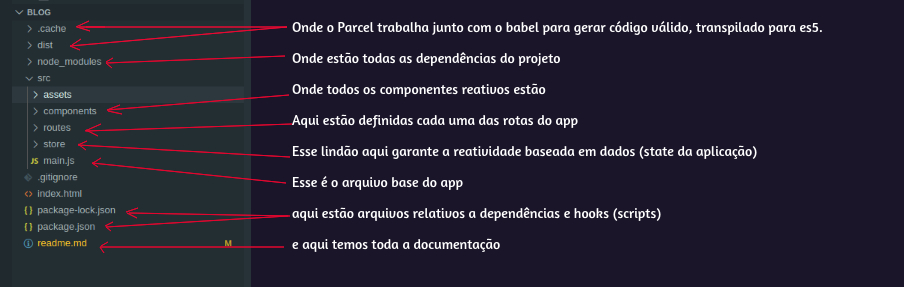 BLOG
.cache
Onde o Parcel trabalha junto com o babel para gerar código válido, transpilado para es5.
dist
node_modules
Onde estão todas as dependências do projeto
src
assets
Onde todos os componentes reativos estão
components
routes
Aqui estão definidas cada uma das rotas do app
store
Esse lindão aqui garante a reatividade baseada em dados (state da aplicação)
JS main.js
.gitignore
Esse é o arquivo base do app
<> index.html
{ } package-lock.json
aqui estão arquivos relativos a dependências e hooks (scripts)
{ } package.json
readme.md M
e aqui temos toda a documentação